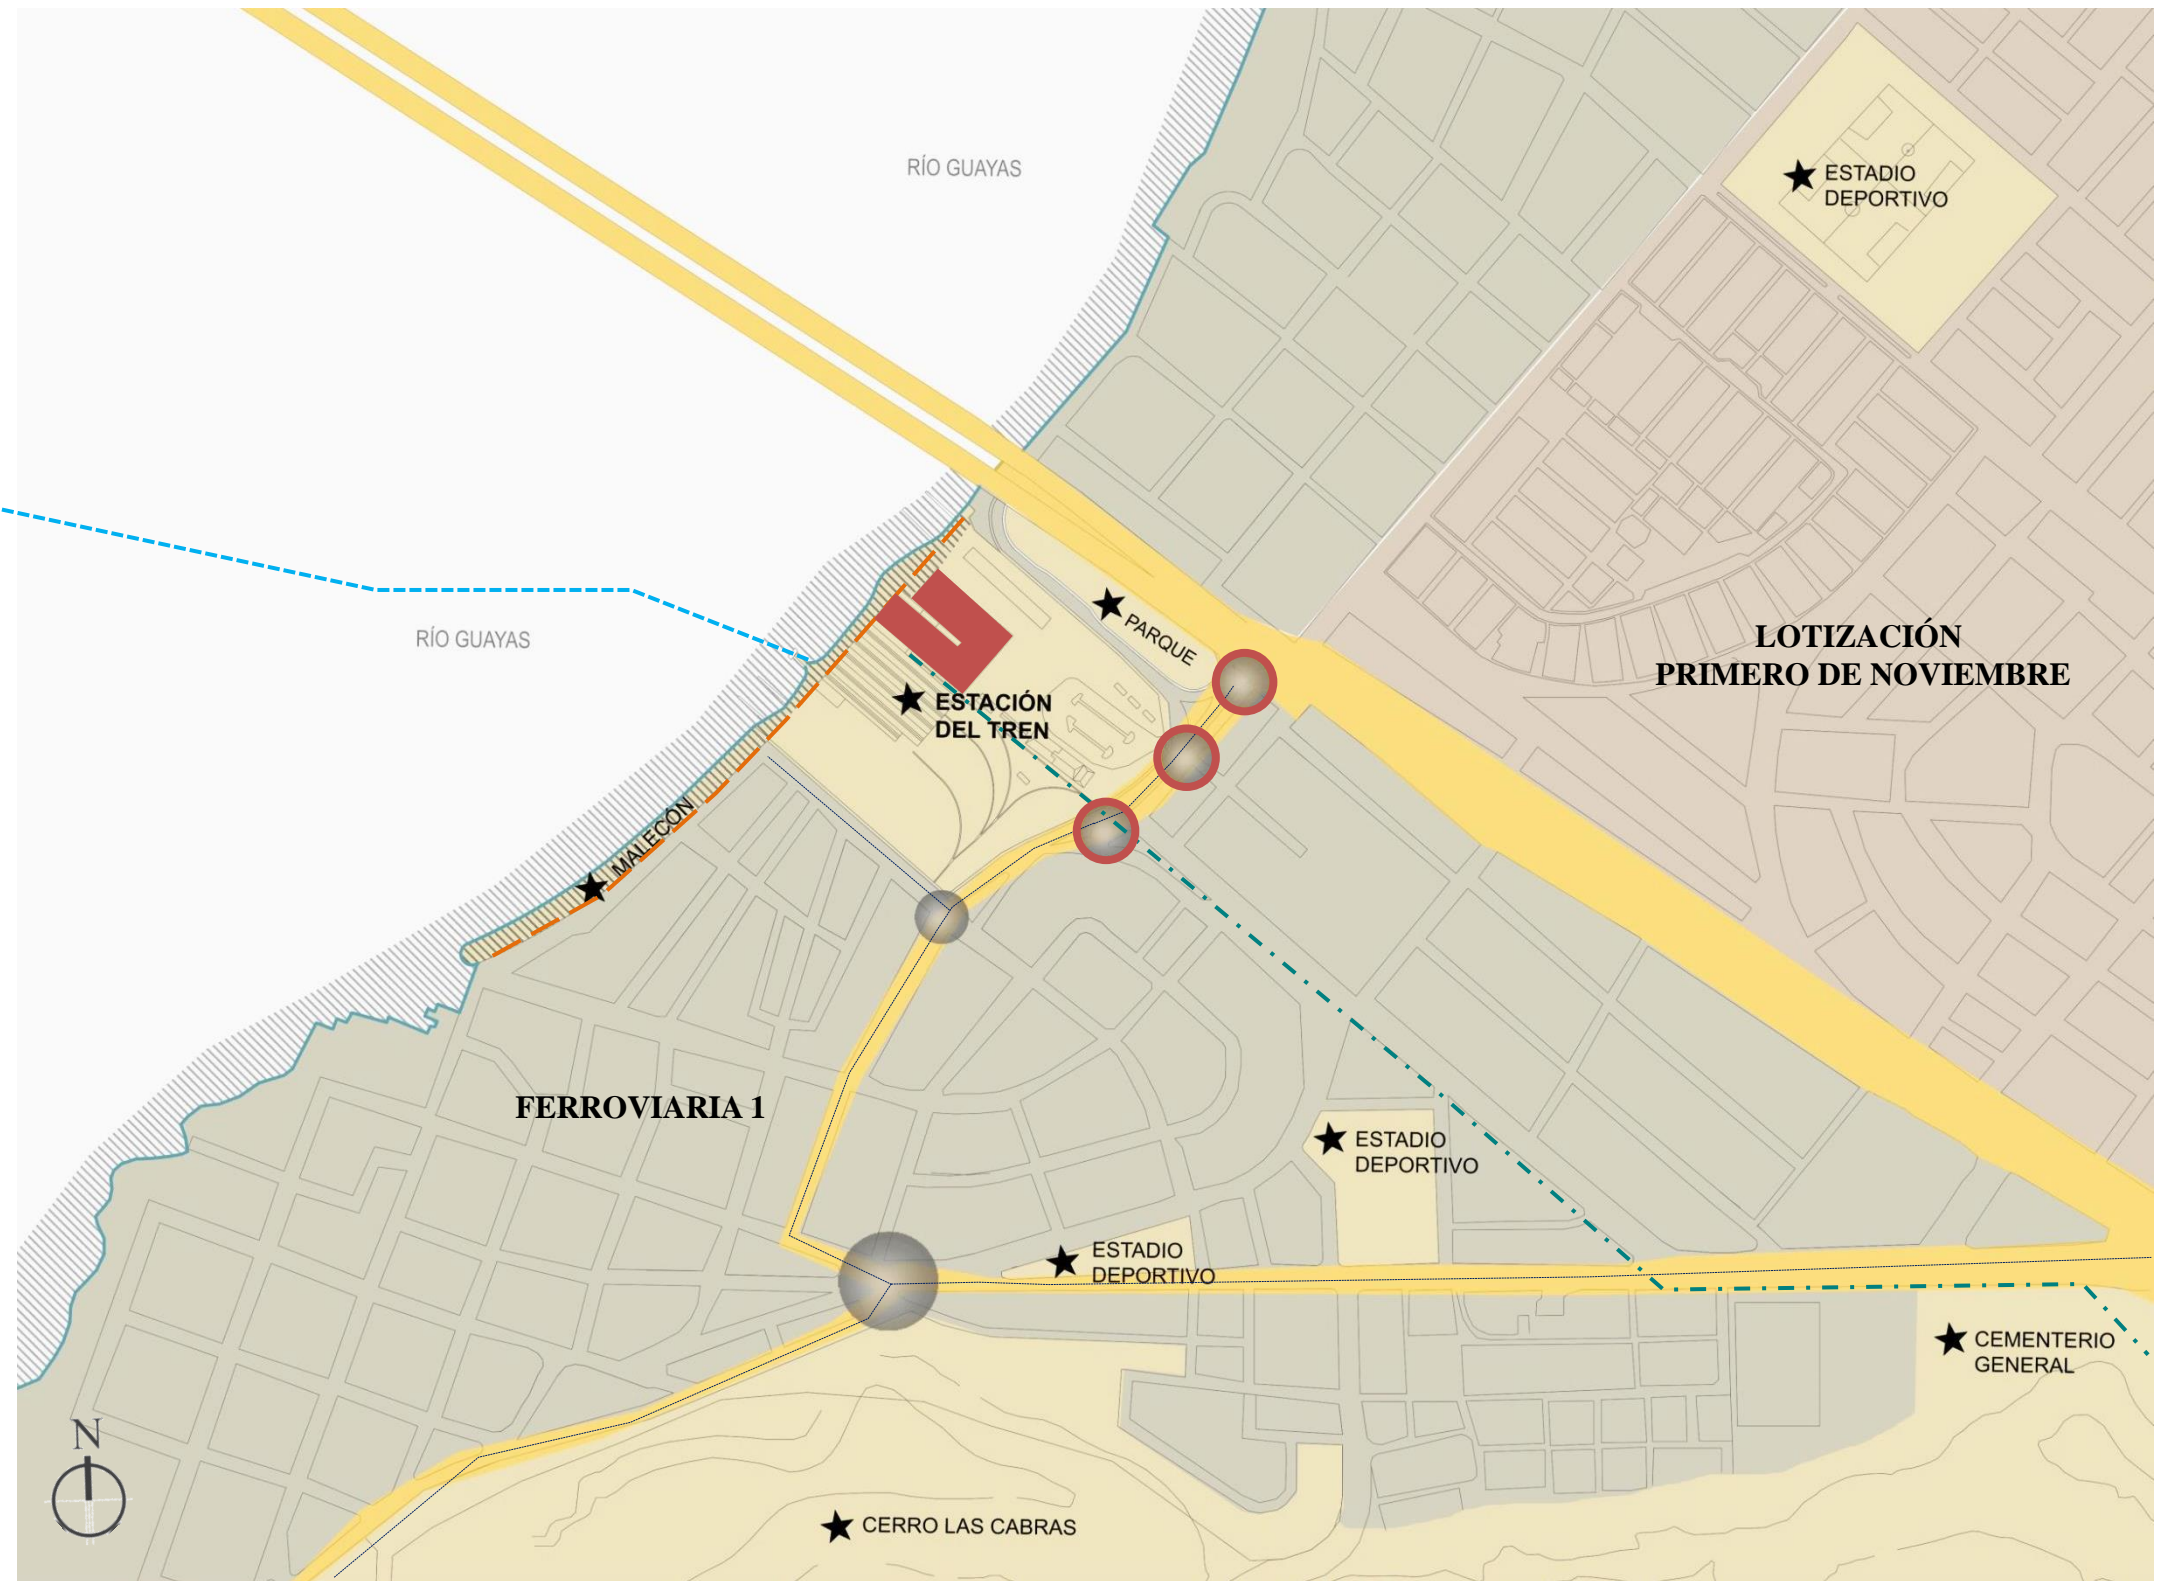 RÍO GUAYAS
ESTADIO
DEPORTIVO
RÍO GUAYAS
PARQUE
LOTIZACIÓN
PRIMERO DE NOVIEMBRE
ESTACIÓN
DEL TREN
MALECÓN
FERROVIARIA 1
ESTADIO
DEPORTIVO
ESTADIO
DEPORTIVO
CEMENTERIO
GENERAL
N
CERRO LAS CABRAS